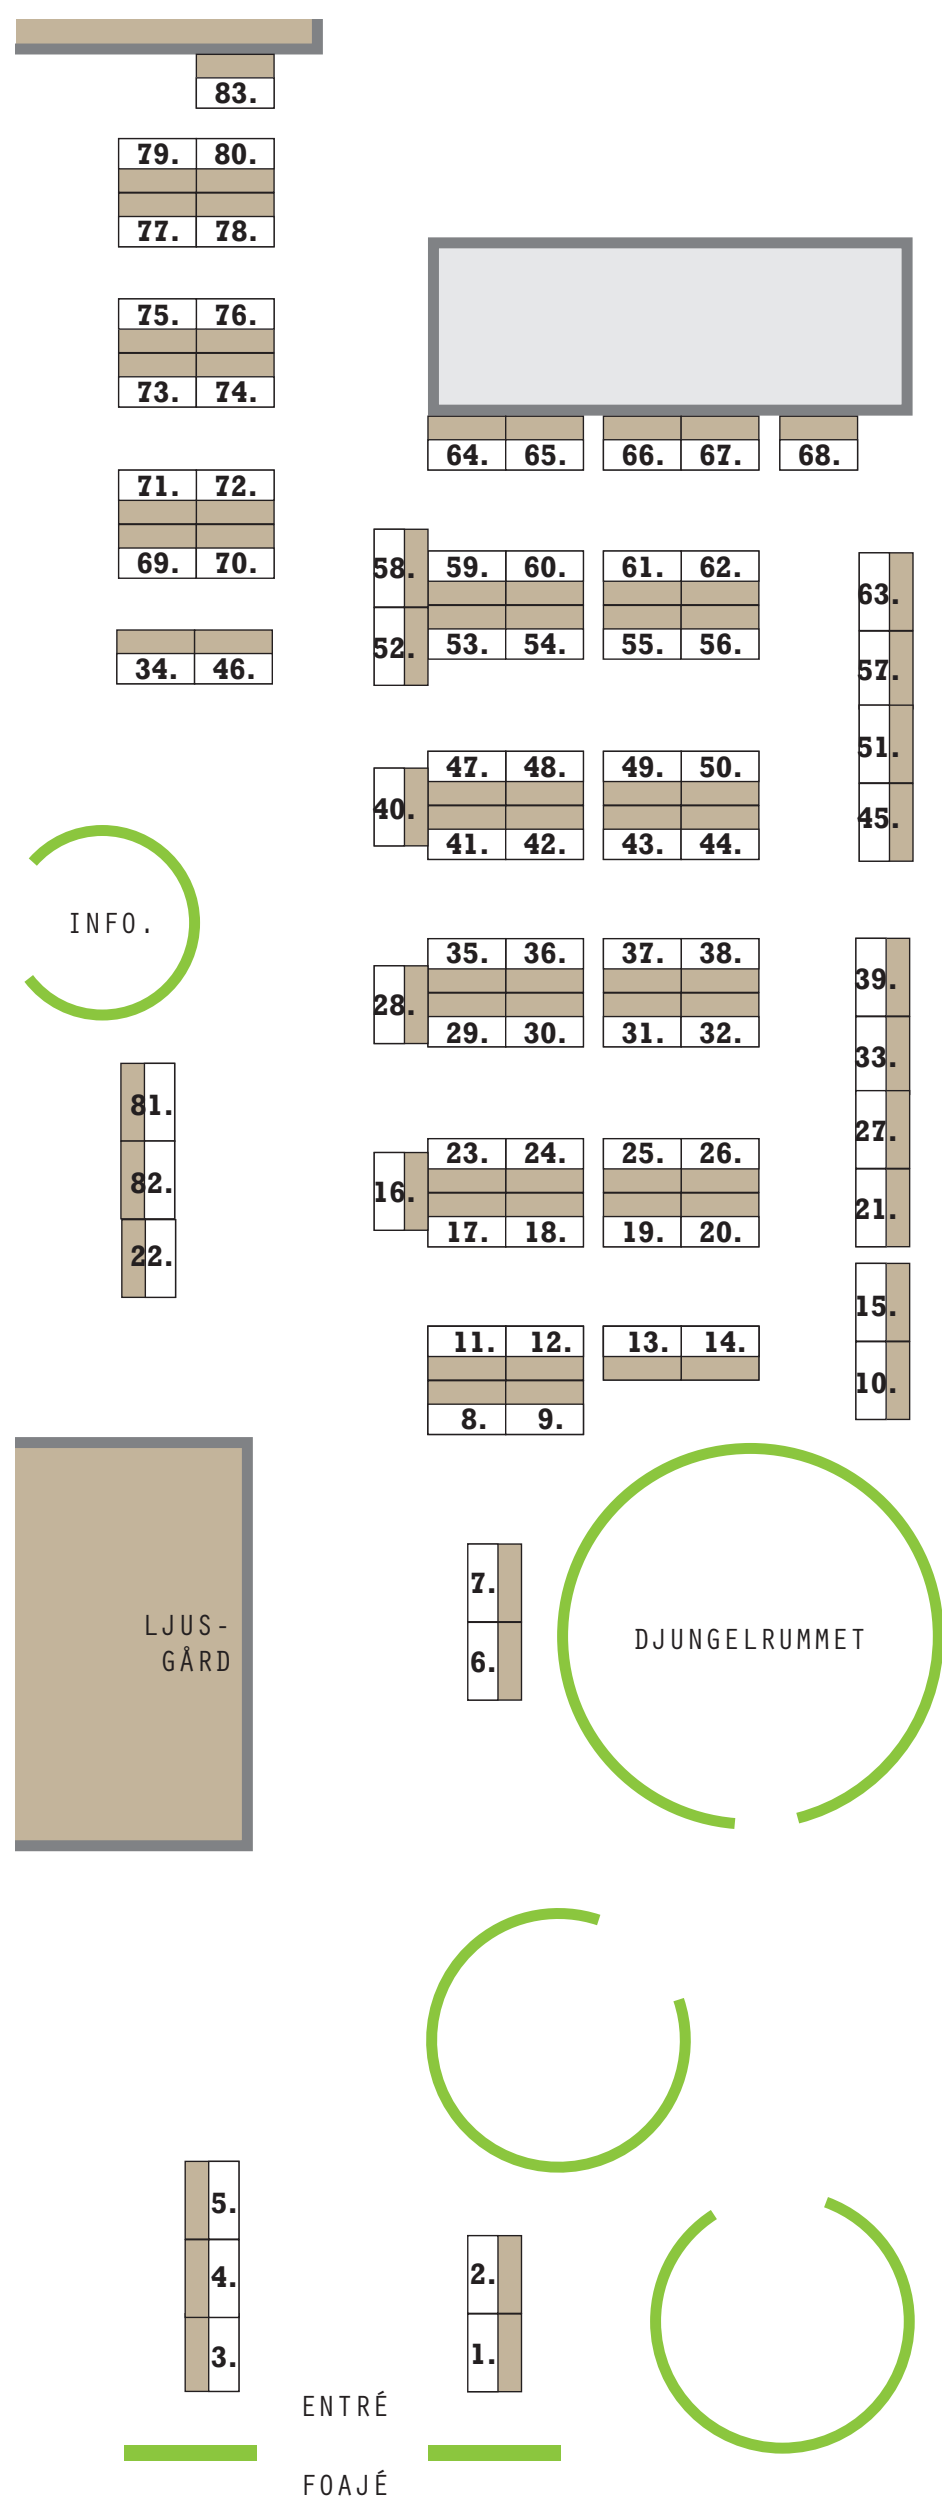 83.
79. 80.
77. 78.
75. 76.
73. 74.
64. 65. 66. 67. 68.
71. 72.
69. 70.
58. 59. 60. 61. 62. 63.
52. 53. 54. 55. 56. 57.
34. 46.
47. 48. 49. 50. 51.
40. 41. 42. 43. 44. 45.
INFO.
35. 36. 37. 38. 39.
28. 29. 30. 31. 32. 33.
81.
82.
22.
23. 24. 25. 26. 27.
16. 17. 18. 19. 20. 21.
11. 12. 13. 14. 15.
8. 9. 10.
7.
6.
LJUS-
GÅRD
DJUNGELRUMMET
5.
4.
3.
2.
1.
ENTRÉ
FOAJÉ